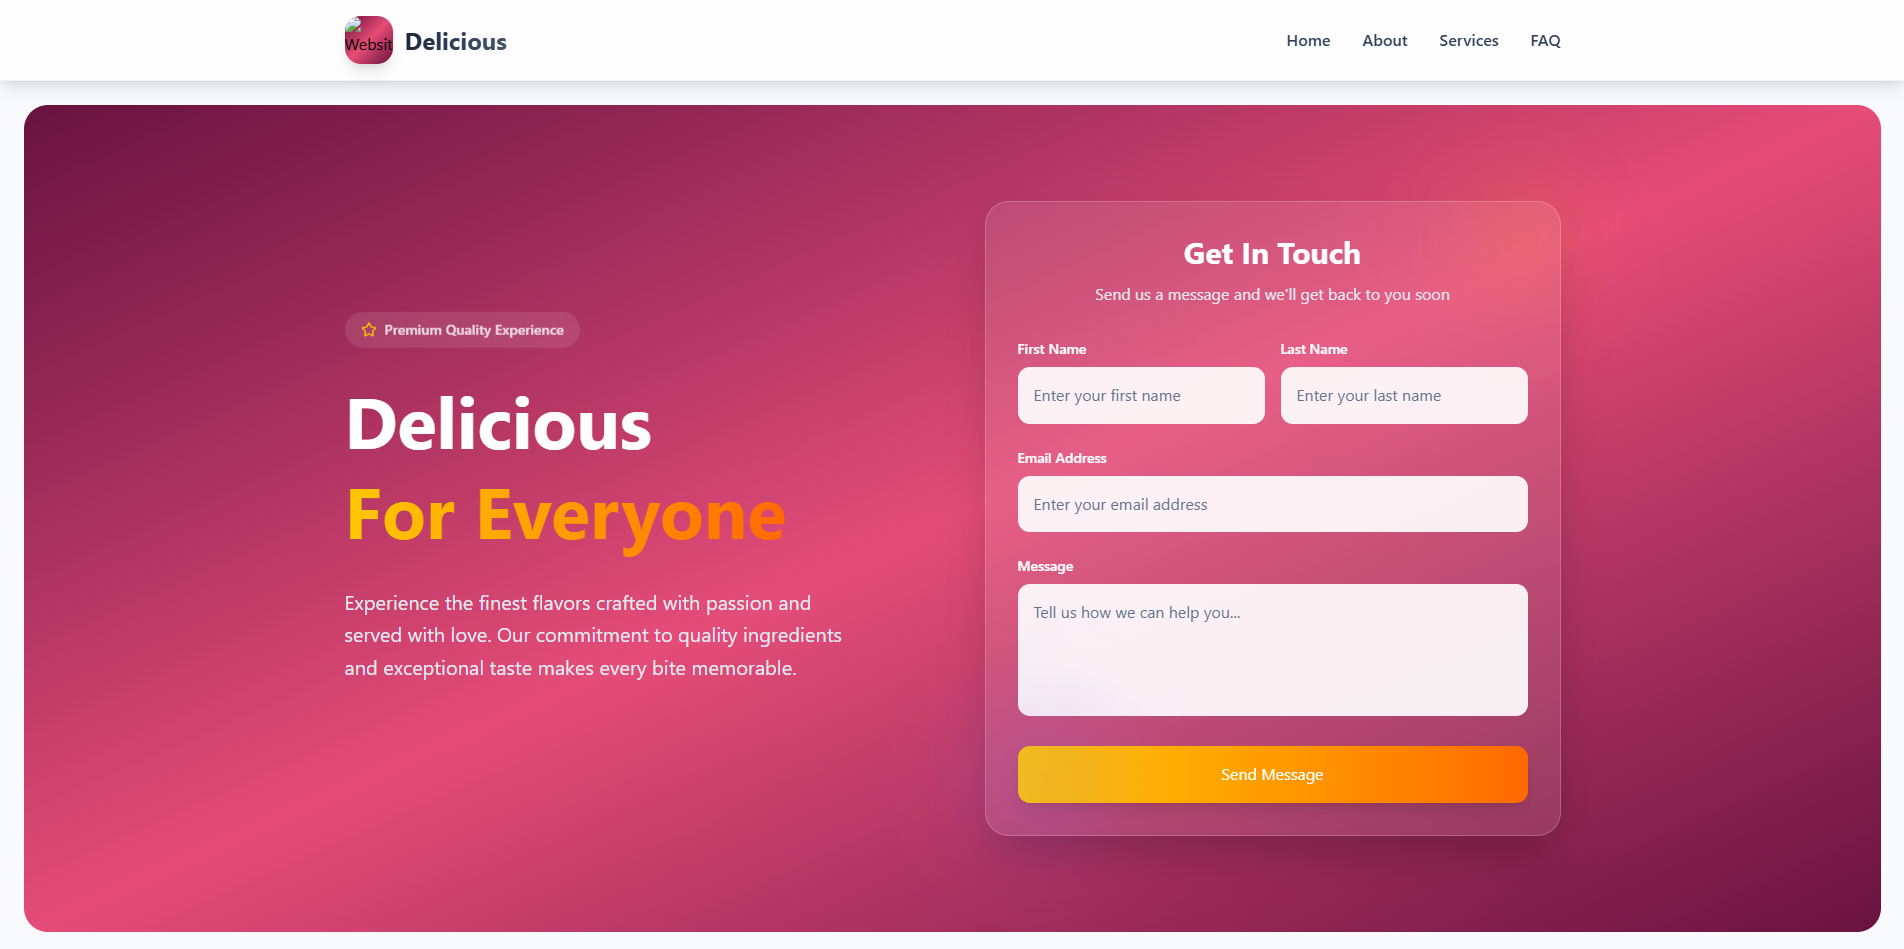 Websit
Delicious
Home
About
Services
FAQ
Premium Quality Experience
Delicious
For Everyone
Experience the finest flavors crafted with passion and
served with love. Our commitment to quality ingredients
and exceptional taste makes every bite memorable.
Get In Touch
Send us a message and we'll get back to you soon
First Name
Last Name
Enter your first name
Enter your last name
Email Address
Enter your email address
Message
Tell us how we can help you...
Send Message